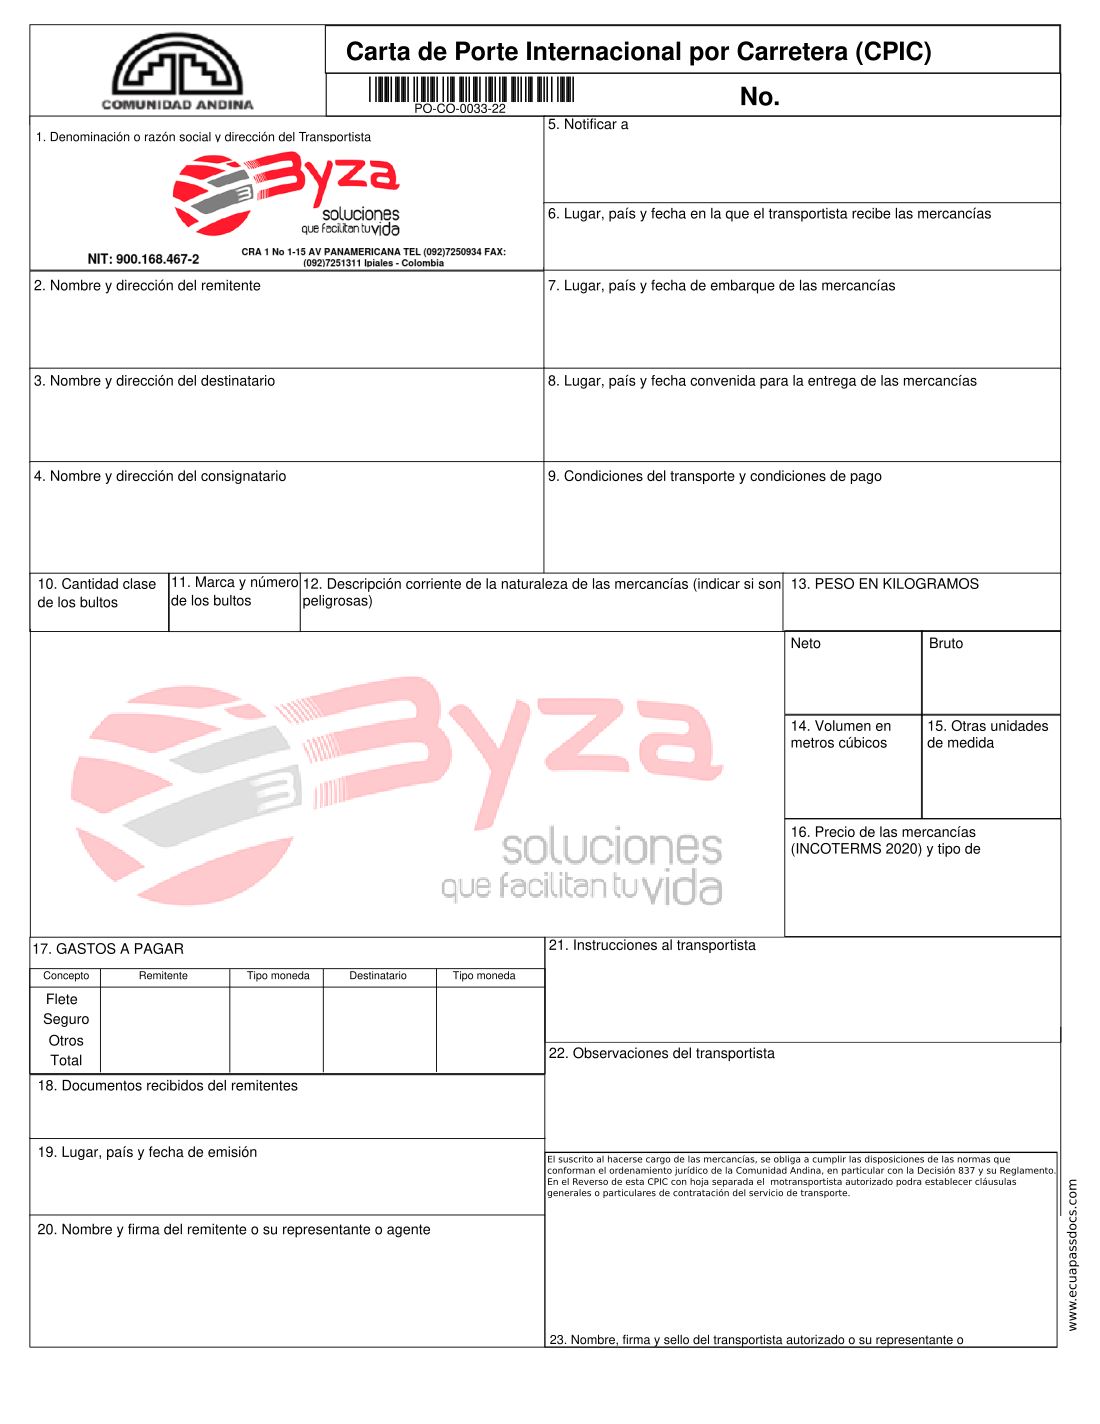 COMUNIDAD ANDINA
Carta de Porte Internacional por Carretera (CPIC)
PO-CO-0033-22
No.
1. Denominación o razón social y dirección del Transportista
Byza
soluciones
que facilitan tu vida
NIT: 900.168.467-2
CRA 1 No 1-15 AV PANAMERICANA TEL (092)7250934 FAX:
(092)7251311 Ipiales - Colombia
5. Notificar a
6. Lugar, país y fecha en la que el transportista recibe las mercancías
2. Nombre y dirección del remitente
7. Lugar, país y fecha de embarque de las mercancías
3. Nombre y dirección del destinatario
8. Lugar, país y fecha convenida para la entrega de las mercancías
4. Nombre y dirección del consignatario
9. Condiciones del transporte y condiciones de pago
10. Cantidad clase
de los bultos
11. Marca y número
de los bultos
12. Descripción corriente de la naturaleza de las mercancías (indicar si son
peligrosas)
13. PESO EN KILOGRAMOS
Neto
Bruto
14. Volumen en
metros cúbicos
15. Otras unidades
de medida
16. Precio de las mercancías
(INCOTERMS 2020) y tipo de
Byza
soluciones
que facilitan tu vida
17. GASTOS A PAGAR
Concepto
Remitente
Tipo moneda
Destinatario
Tipo moneda
Flete
Seguro
Otros
Total
18. Documentos recibidos del remitentes
19. Lugar, país y fecha de emisión
20. Nombre y firma del remitente o su representante o agente
21. Instrucciones al transportista
22. Observaciones del transportista
El suscrito al hacerse cargo de las mercancías, se obliga a cumplir las disposiciones de las normas que
conforman el ordenamiento jurídico de la Comunidad Andina, en particular con la Decisión 837 y su Reglamento.
En el Reverso de esta CPIC con hoja separada el motransportista autorizado podra establecer cláusulas
generales o particulares de contratación del servicio de transporte.
23. Nombre, firma y sello del transportista autorizado o su representante o
www.ecuapassdocs.com